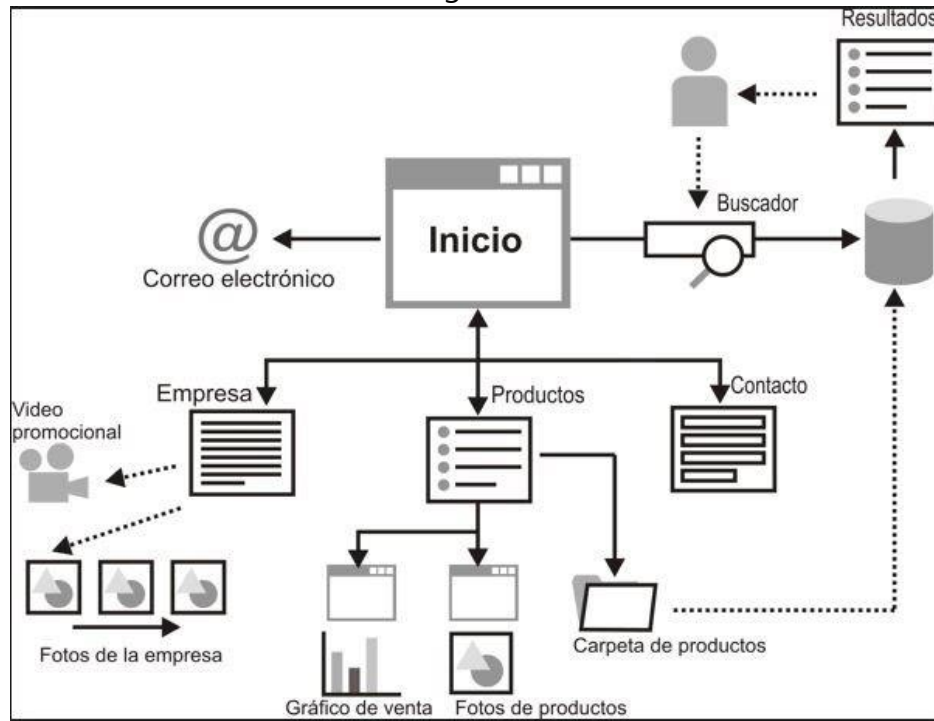 Resultados
Buscador
Inicio
@
Correo electrónico
Empresa
Productos
Contacto
Video
promocional
Fotos de la empresa
Carpeta de productos
Gráfico de venta
Fotos de productos